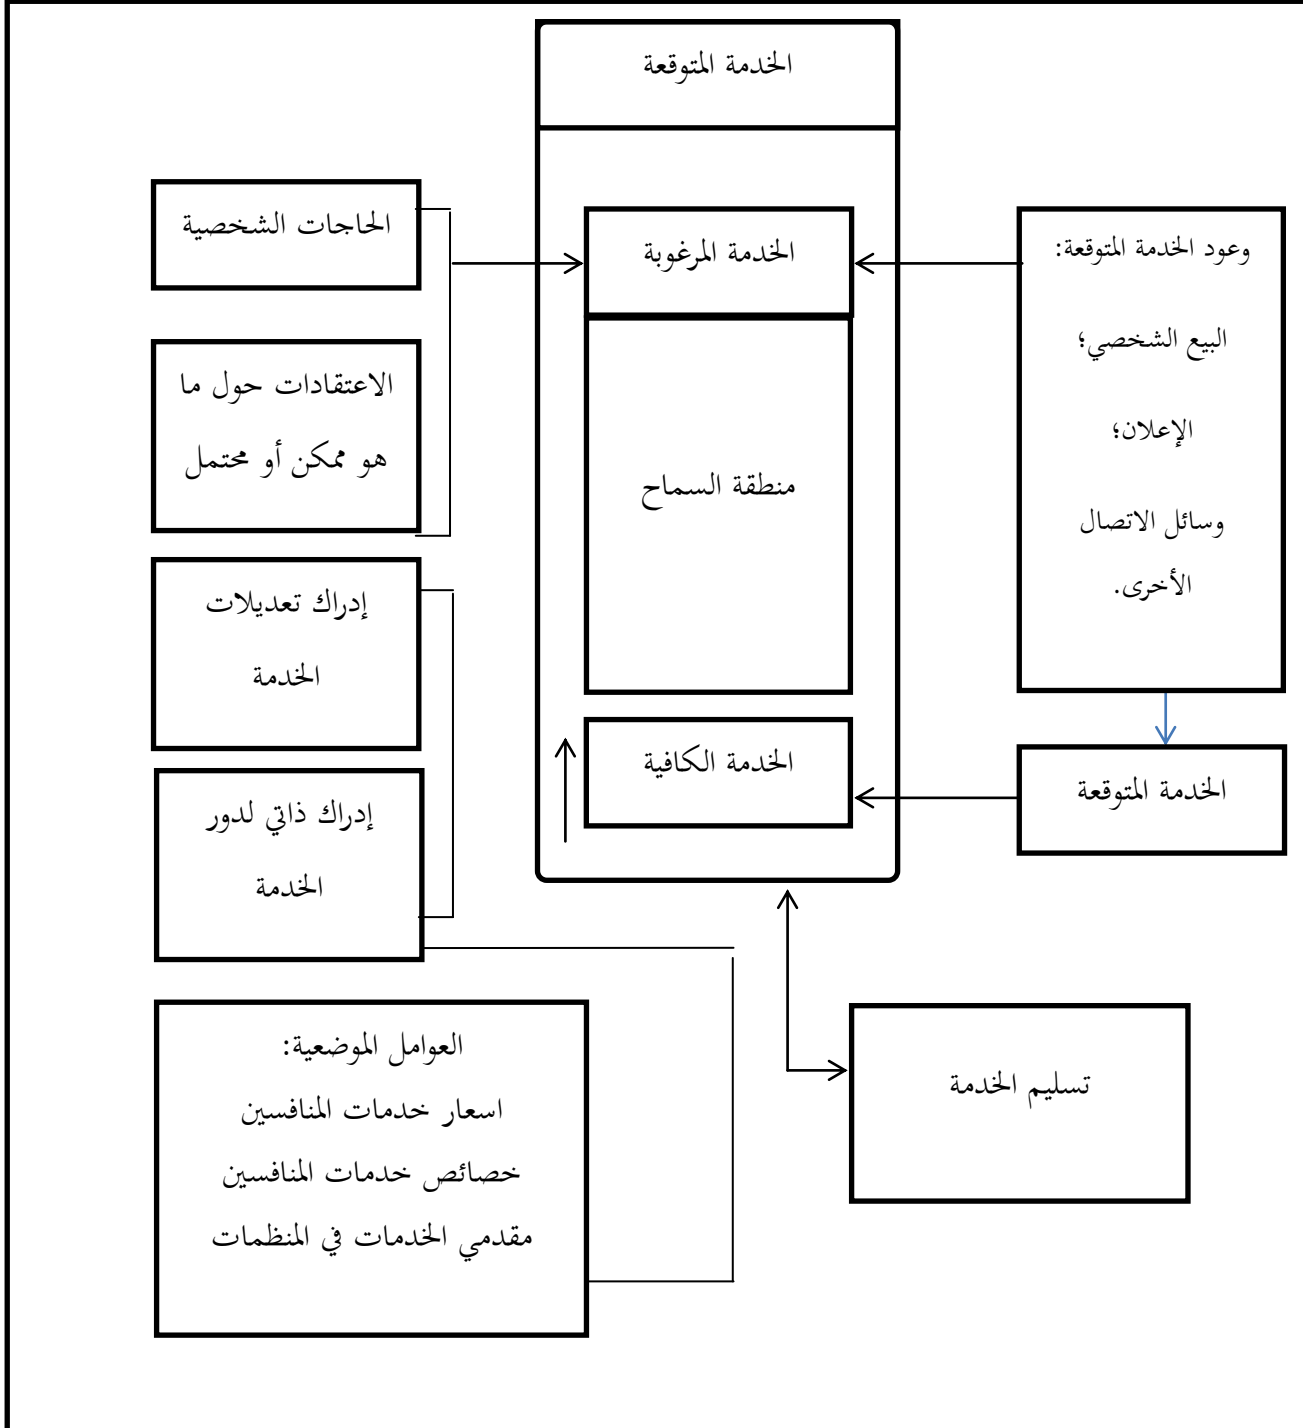 الخدمة المتوقعة
الحاجات الشخصية
الخدمة المرغوبة
وعود الخدمة المتوقعة:
البيع الشخصي؛
الإعلان؛
وسائل الاتصال
الأخرى.
الاعتقادات حول ما
هو ممكن أو محتمل
منطقة السماح
إدراك تعديلات
الخدمة
الخدمة الكافية
الخدمة المتوقعة
إدراك ذاتي لدور
الخدمة
العوامل الموضعية:
اسعار خدمات المنافسين
خصائص خدمات المنافسين
مقدمي الخدمات في المنظمات
تسليم الخدمة